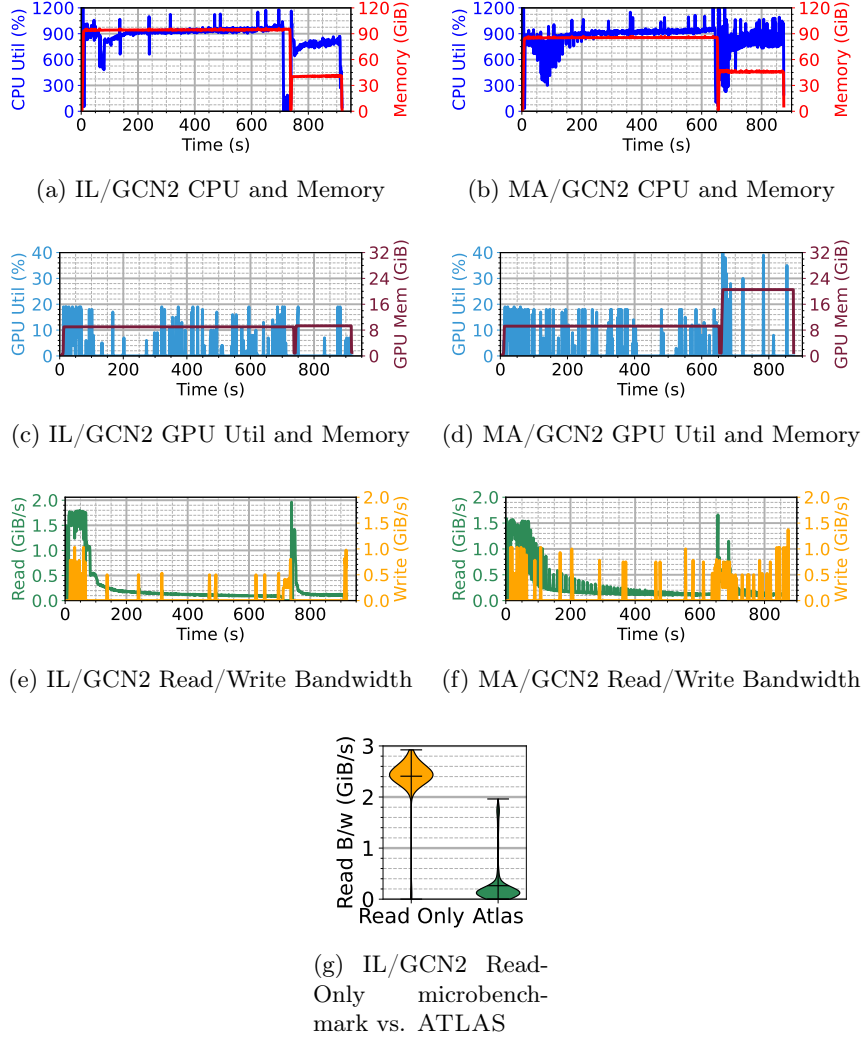 1200
900
600
300
0
CPU Util (%)
0 200 400 600 800
Time (s)
120
90
60
30
0
Memory (GiB)
1200
900
600
300
0
CPU Util (%)
0 200 400 600 800
Time (s)
120
90
60
30
0
Memory (GiB)
(a) IL/GCN2 CPU and Memory
(b) MA/GCN2 CPU and Memory
40
30
20
10
0
GPU Util (%)
0 200 400 600 800
Time (s)
32
24
16
8
0
GPU Mem (GiB)
40
30
20
10
0
GPU Util (%)
0 200 400 600 800
Time (s)
32
24
16
8
0
GPU Mem (GiB)
(c) IL/GCN2 GPU Util and Memory
(d) MA/GCN2 GPU Util and Memory
2.0
1.5
1.0
0.5
0.0
Read (GiB/s)
0 200 400 600 800
Time (s)
2.0
1.5
1.0
0.5
0.0
Write (GiB/s)
2.0
1.5
1.0
0.5
0.0
Read (GiB/s)
0 200 400 600 800
Time (s)
2.0
1.5
1.0
0.5
0.0
Write (GiB/s)
(e) IL/GCN2 Read/Write Bandwidth
(f) MA/GCN2 Read/Write Bandwidth
3
2
1
0
Read B/w (GiB/s)
Read Only Atlas
(g) IL/GCN2 Read-
Only microbench-
mark vs. ATLAS